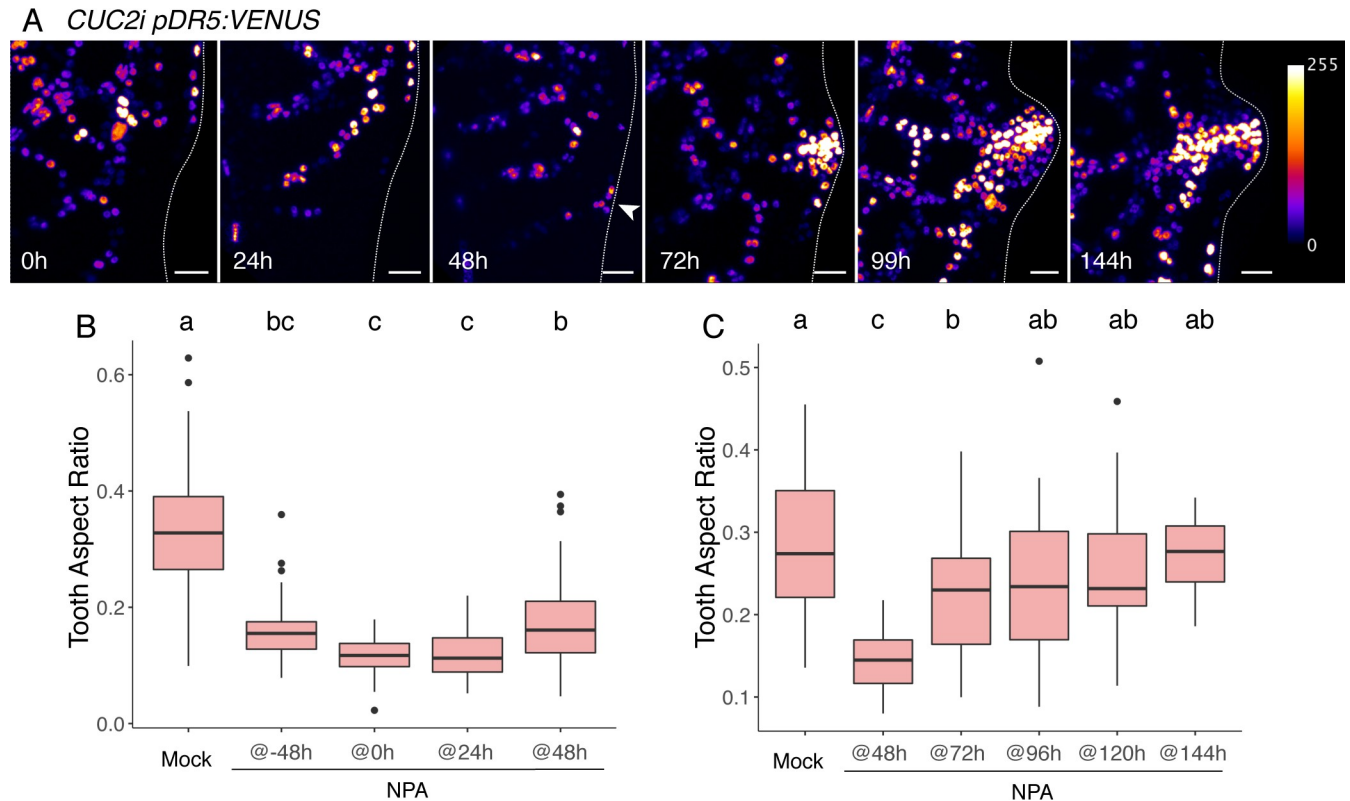 A CUC2i pDR5:VENUS
255
0
0h 24h 48h 72h 99h 144h
B a bc c c b
Tooth Aspect Ratio
0.6
0.4
0.2
0.0
Mock @-48h @0h @24h @48h
NPA
C a c b ab ab ab
Tooth Aspect Ratio
0.5
0.4
0.3
0.2
0.1
Mock @48h @72h @96h @120h @144h
NPA